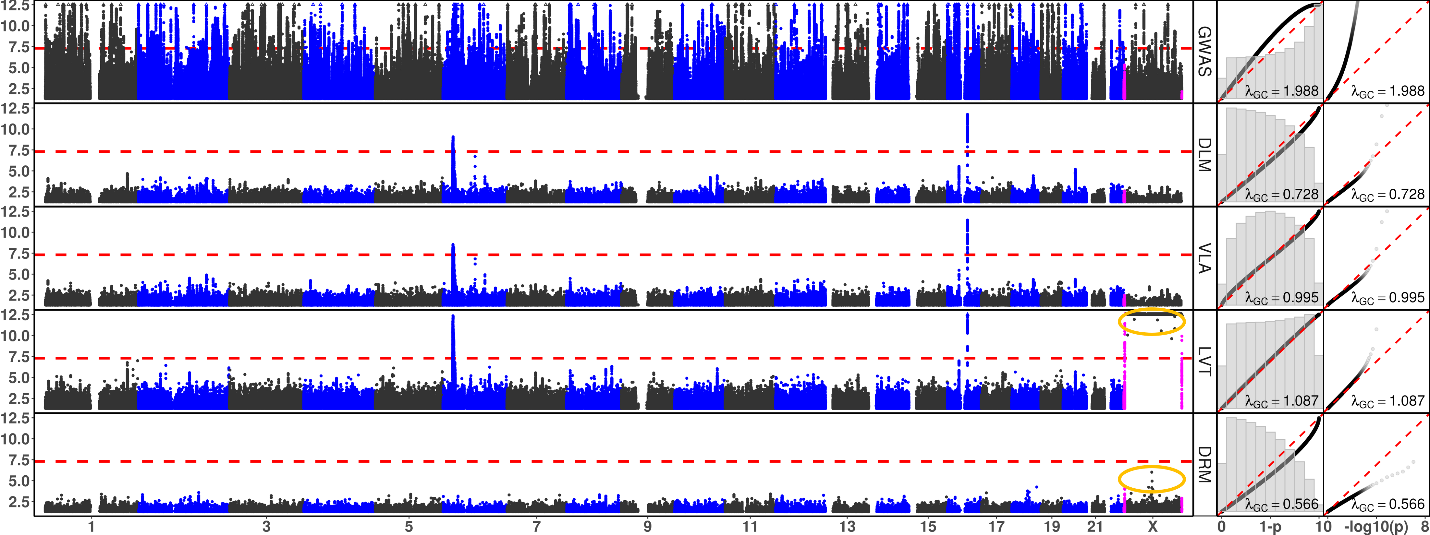 12.5
10.0
7.5
5.0
2.5
GWAS
λGC = 1.988
λGC = 1.988
12.5
10.0
7.5
5.0
2.5
DLM
λGC = 0.728
λGC = 0.728
12.5
10.0
7.5
5.0
2.5
VLA
λGC = 0.995
λGC = 0.995
12.5
10.0
7.5
5.0
2.5
LVT
λGC = 1.087
λGC = 1.087
12.5
10.0
7.5
5.0
2.5
DRM
λGC = 0.566
λGC = 0.566
1 3 5 7 9 11 13 15 17 19 21 X 0 1-p 10 -log10(p) 8